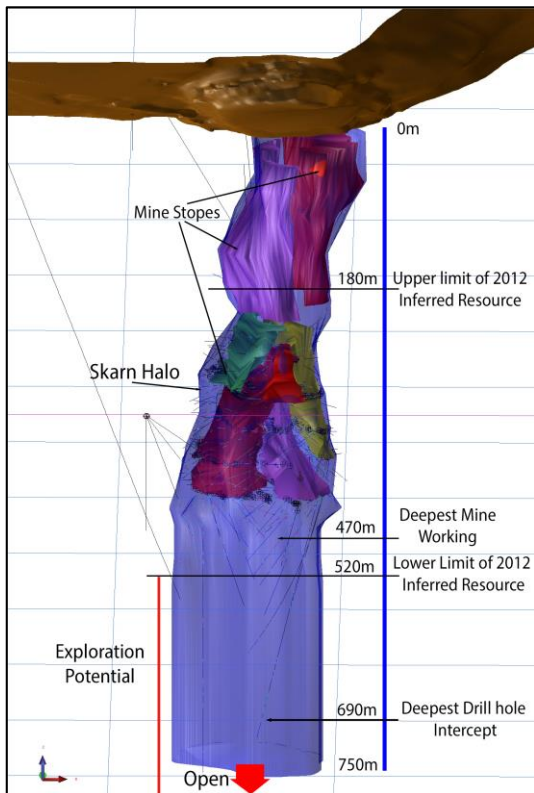 0m
Mine Stopes
180m
Upper limit of 2012
Inferred Resource
Skarn Halo
470m
Deepest Mine
Working
520m
Lower Limit of 2012
Inferred Resource
Exploration
Potential
690m
Deepest Drill hole
Intercept
750m
Open